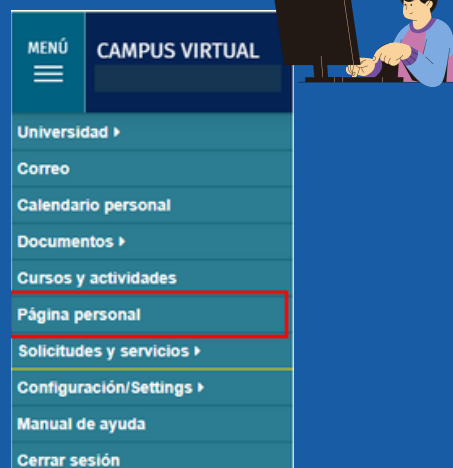 MENÚ
CAMPUS VIRTUAL
Universidad
Correo
Calendario personal
Documentos
Cursos y actividades
Página personal
Solicitudes y servicios
Configuración/Settings
Manual de ayuda
Cerrar sesión